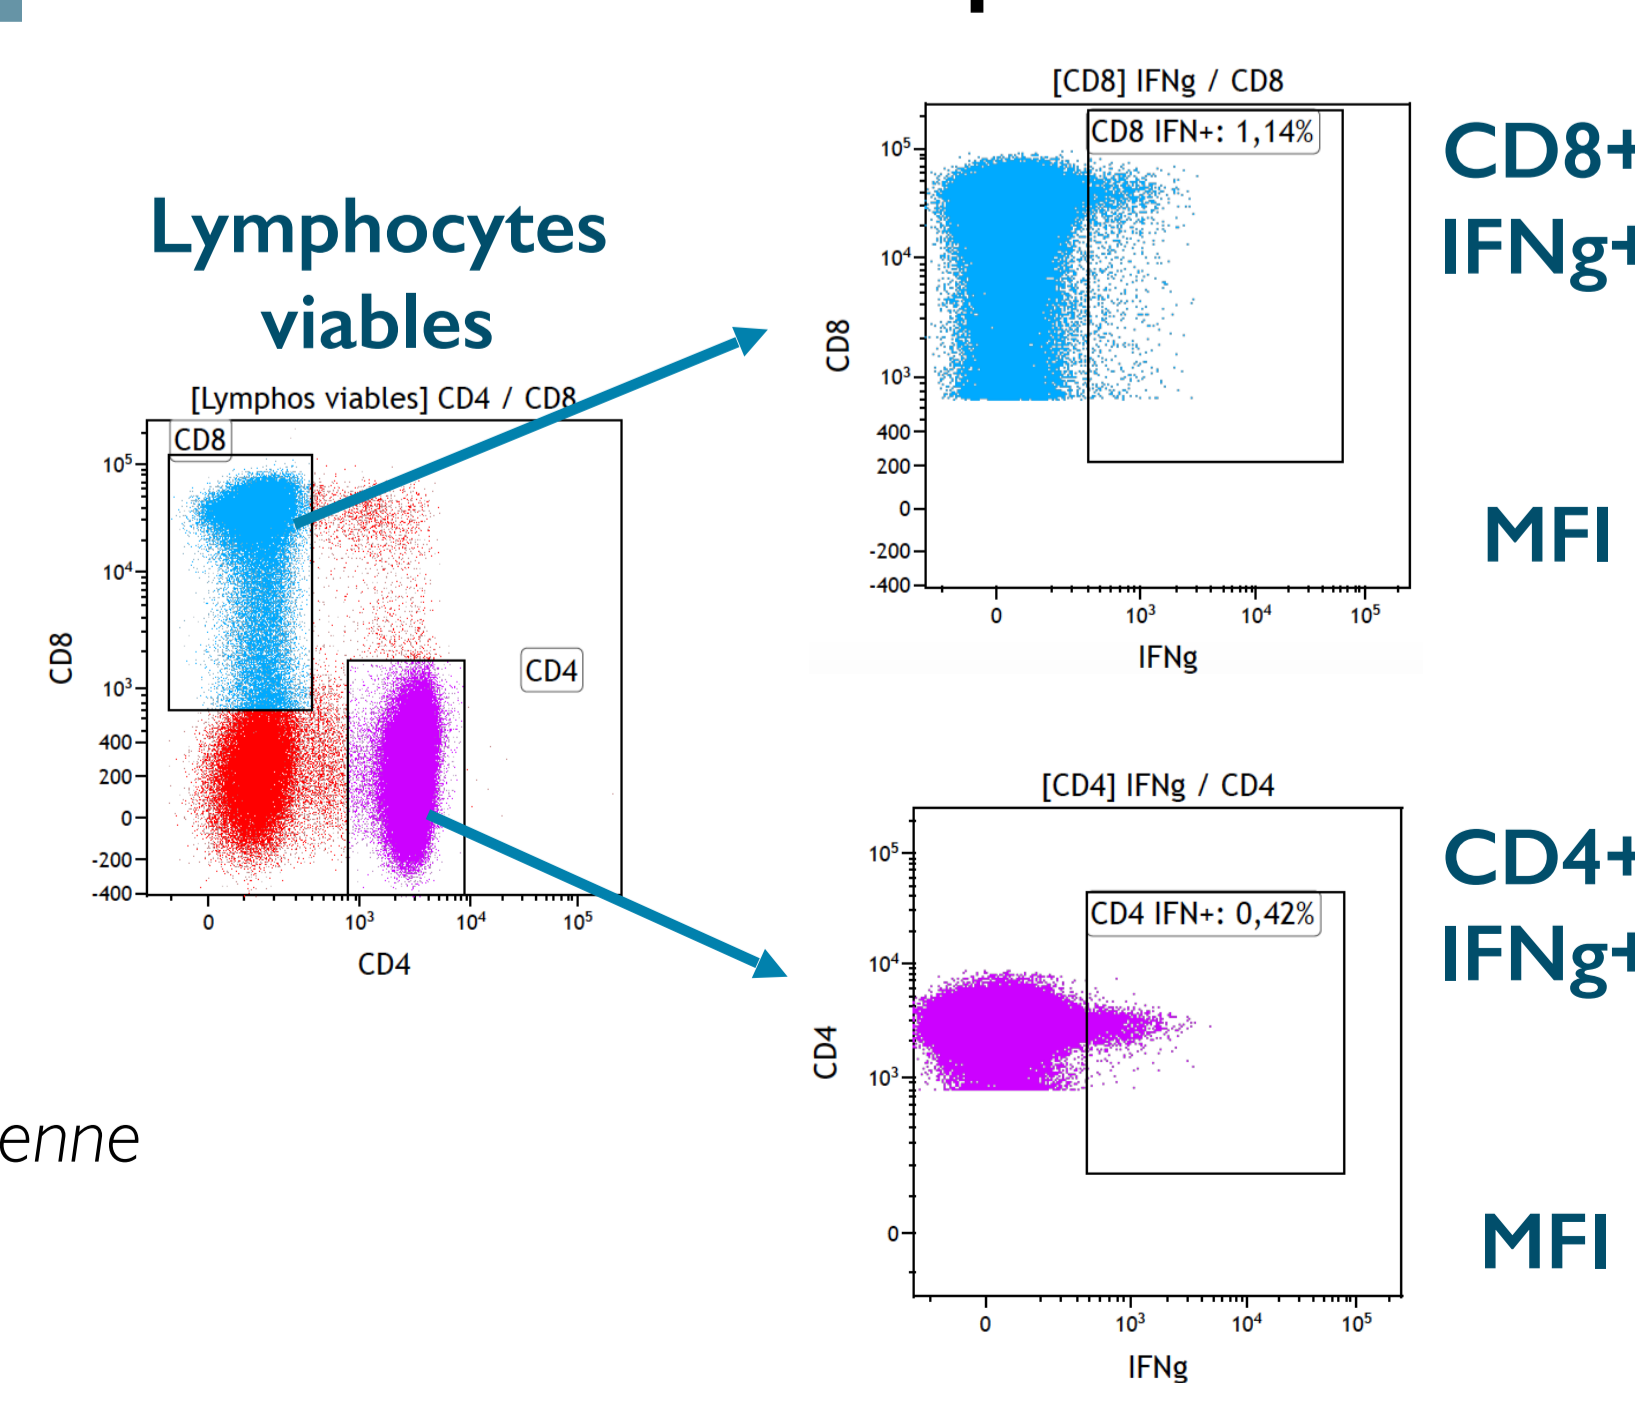 Lymphocytes
viables
[Lymphos viables] CD4 / CD8
CD8
CD4
10⁵
10⁴
10³
400
200
0
-200
-400
CD8
0
10³
10⁴
10⁵
CD4
enne
[CD8] IFNg / CD8
CD8 IFN+: 1,14%
10⁵
10⁴
10³
400
200
0
-200
-400
CD8
0
10³
10⁴
10⁵
IFNg
CD8+
IFNg+
MFI
[CD4] IFNg / CD4
CD4 IFN+: 0,42%
10⁵
10⁴
10³
0
CD4
0
10³
10⁴
10⁵
IFNg
CD4+
IFNg+
MFI